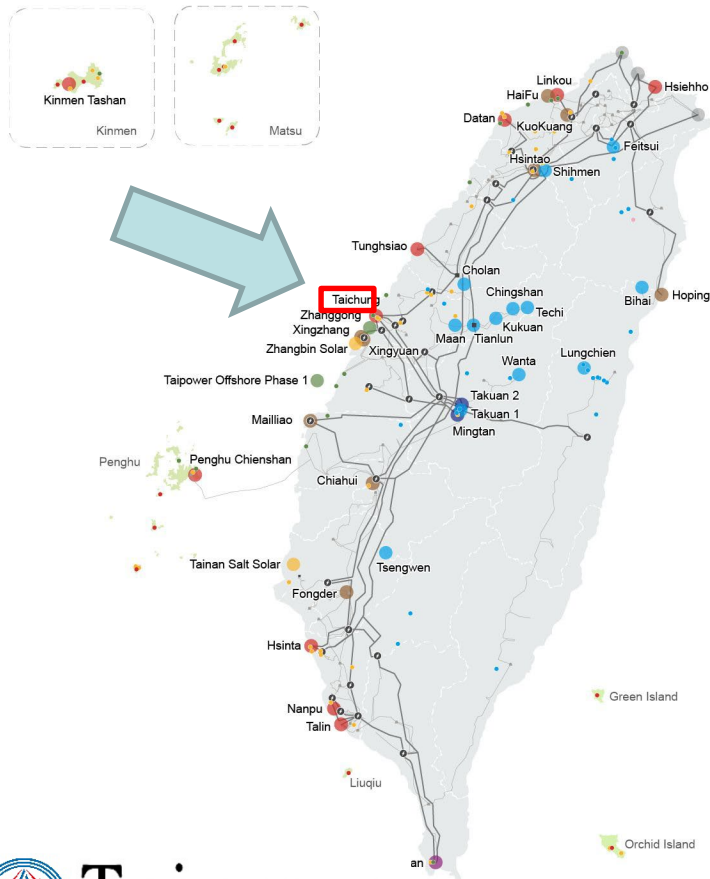 Kinmen Tashan
Kinmen
Matsu
Linkou
HaiFu
Hsiehho
Datan
KuoKuang
Feitsui
Hsintao
Shihmen
Tunghsiao
Cholan
Taichung
Chingshan
Bihai
Hoping
Techi
Zhanggong
Kukuan
Xingzhang
Maan
Tianlun
Zhangbin Solar
Xingyuan
Wanta
Lungchien
Taipower Offshore Phase 1
Takuan 2
Takuan 1
Mailliao
Mingtan
Penghu
Penghu Chienshan
Chiahui
Tainan Salt Solar
Tsengwen
Fongder
Hsinta
Green Island
Nanpu
Talin
Liuqiu
Orchid Island
an